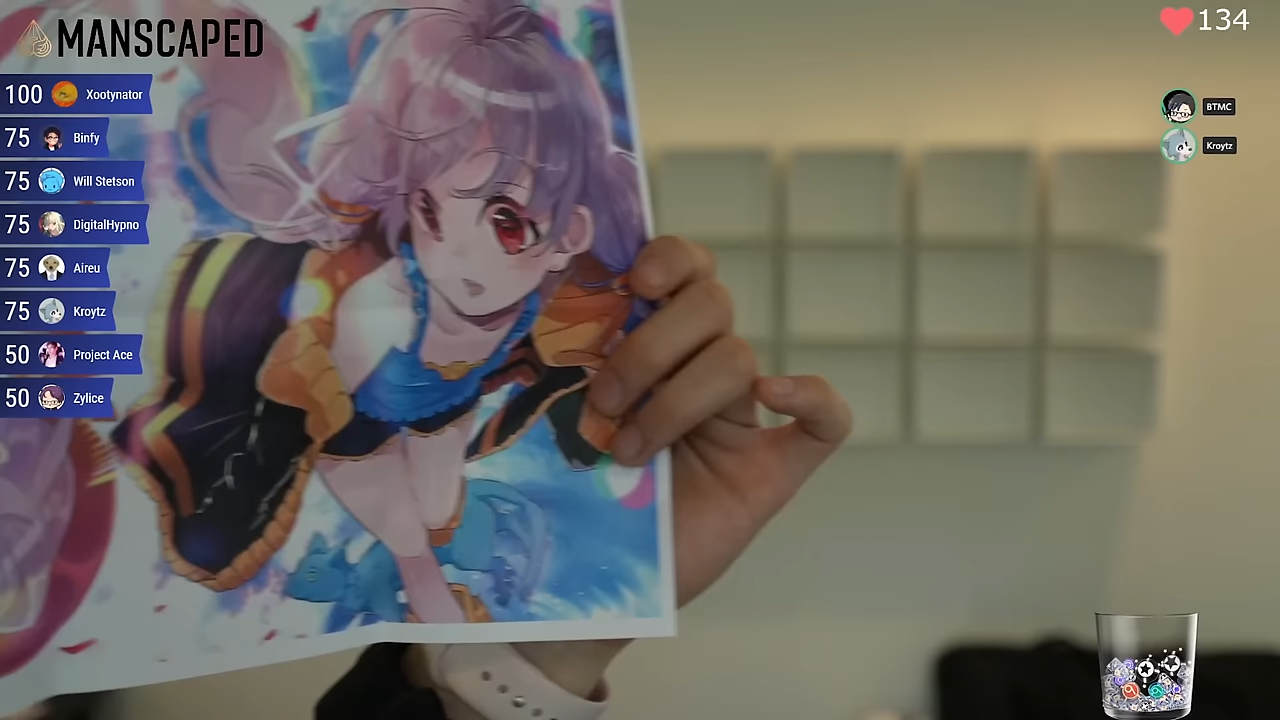 MANSCAPED
134
100 Xootynator
75 Binfy
75 Will Stetson
75 DigitalHypno
75 Aireu
75 Kroytz
50 Project Ace
50 Zylice
BTMC
Kroytz